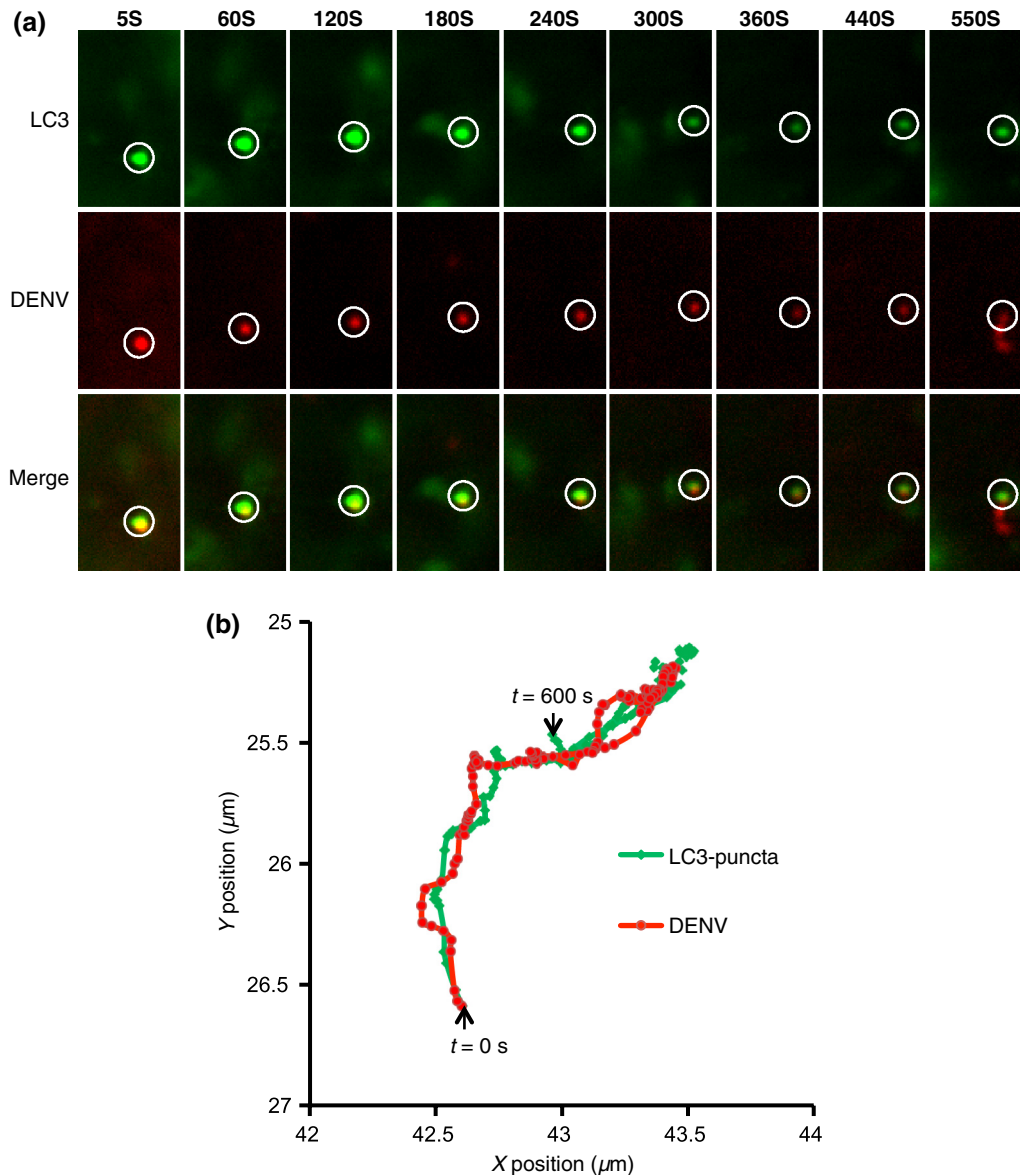 (a)
5S 60S 120S 180S 240S 300S 360S 440S 550S
LC3
DENV
Merge
(b)
25
25.5
26
26.5
27
Y position (µm)
t = 600 s
LC3-puncta
DENV
t = 0 s
42 42.5 43 43.5 44
X position (µm)